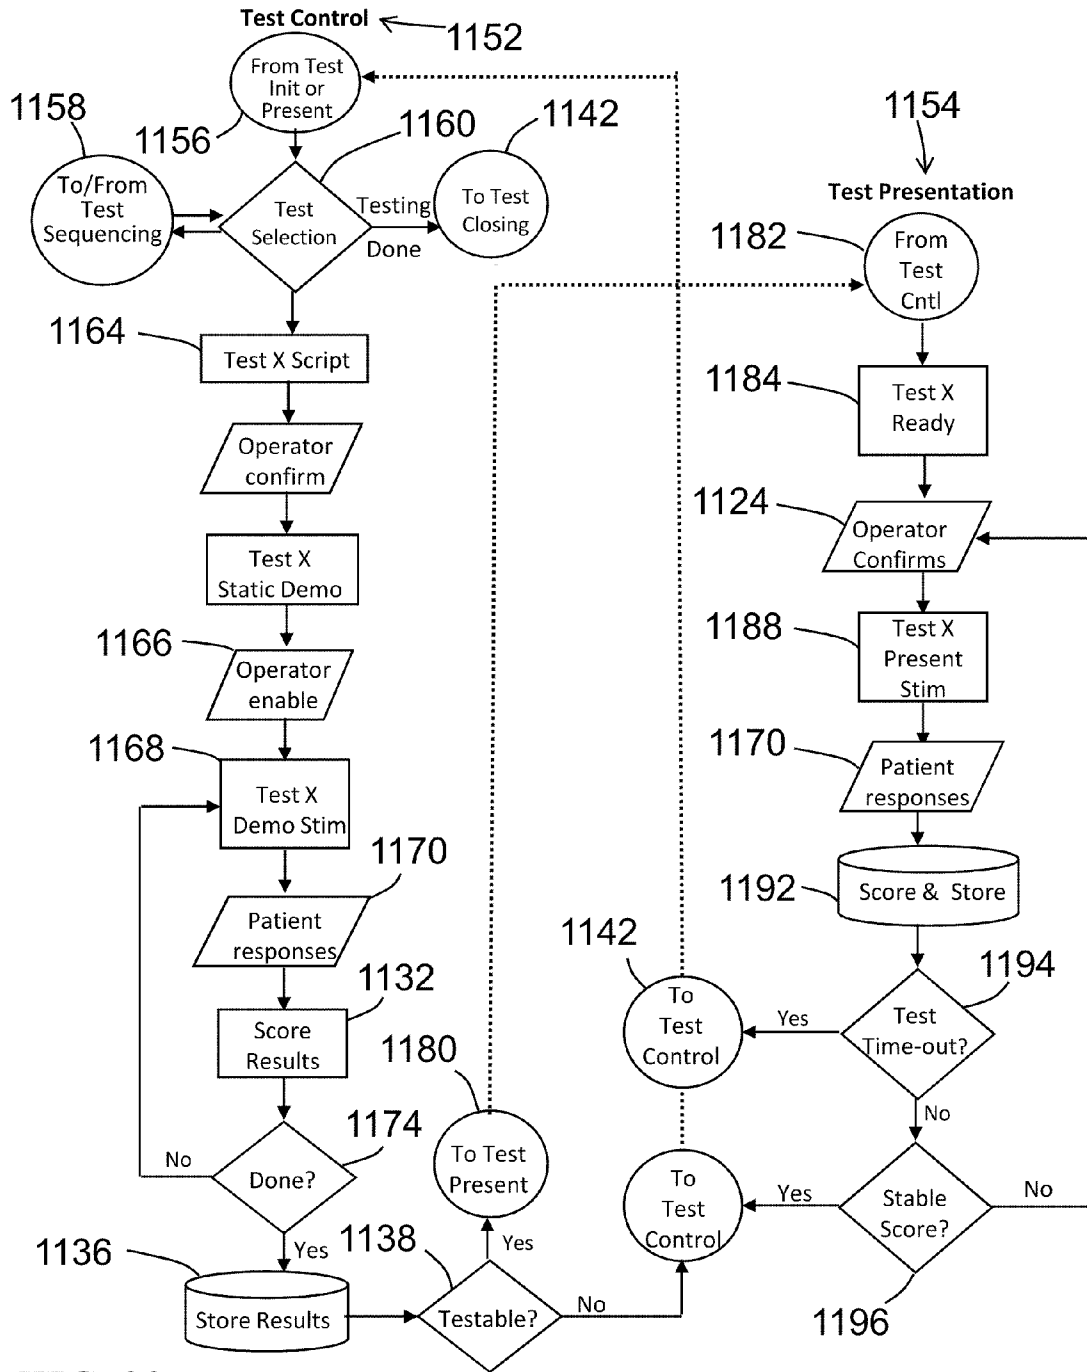 Test Control
1152
From Test
Init or
Present
1156
1158
To/From
Test
Sequencing
1160
Test
Selection
Testing
Done
1142
To Test
Closing
1164
Test X Script
Operator
confirm
Test X
Static Demo
1166
Operator
enable
1168
Test X
Demo Stim
1170
Patient
responses
1132
Score
Results
1174
Done?
No
Yes
1136
Store Results
1138
Testable?
Yes
No
1180
To Test
Present
1154
Test Presentation
1182
From
Test
Cntl
1184
Test X
Ready
1124
Operator
Confirms
1188
Test X
Present
Stim
1170
Patient
responses
1192
Score & Store
1194
Test
Time-out?
Yes
No
1142
To
Test
Control
1196
Stable
Score?
Yes
No
To
Test
Control